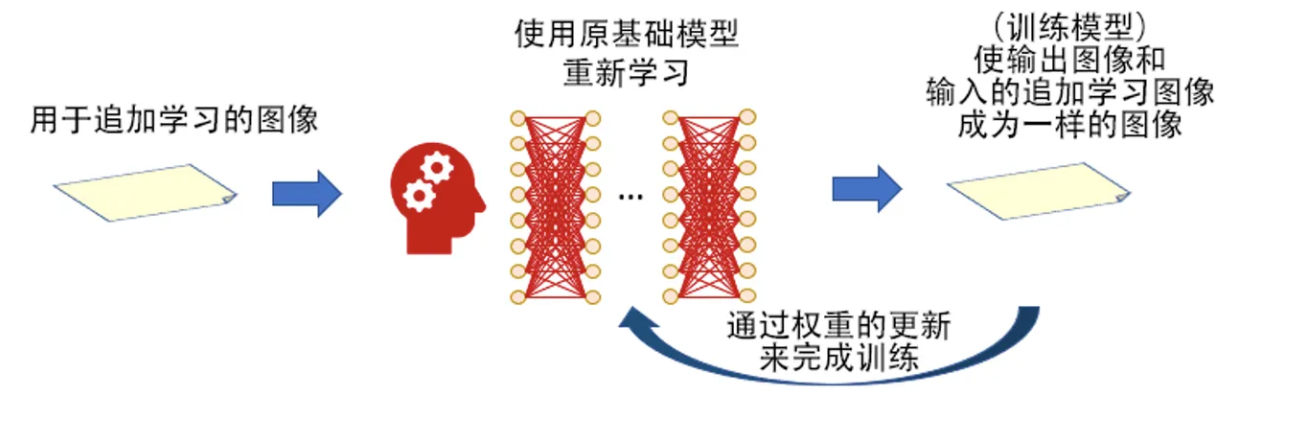 用于追加学习的图像
使用原基础模型
重新学习
（训练模型）
使输出图像和
输入的追加学习图像
成为一样的图像
...
通过权重的更新
来完成训练